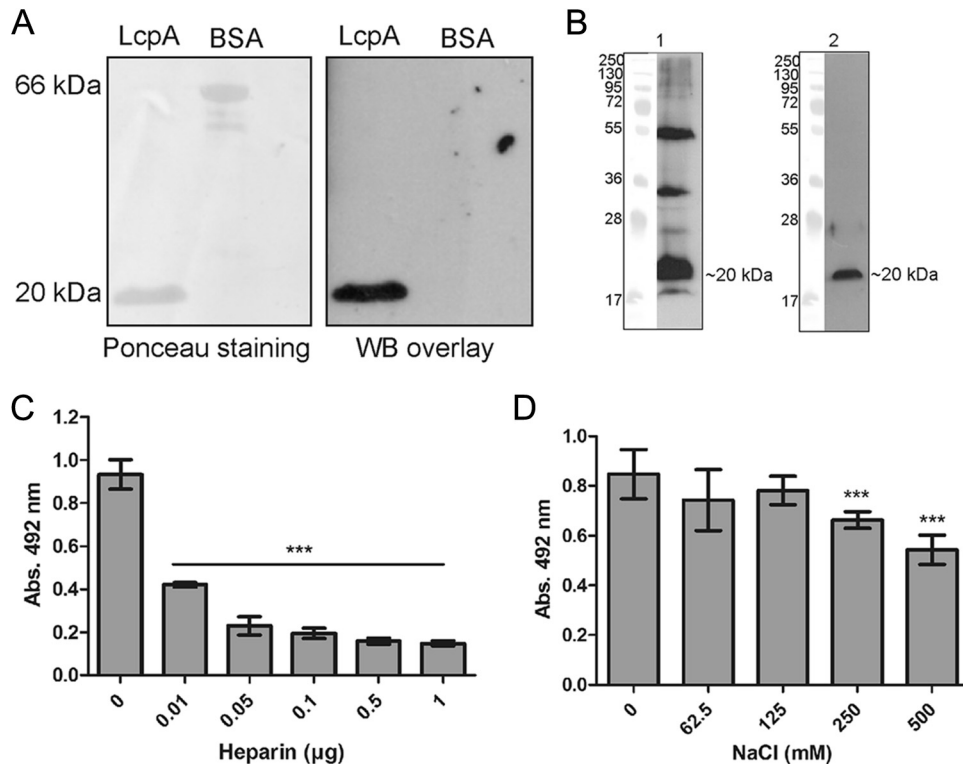 A
LcpA BSA
LcpA BSA
66 kDa
20 kDa
Ponceau staining
WB overlay
B
1
250
130
95
72
55
36
28
17
~20 kDa
2
250
130
95
72
55
36
28
17
~20 kDa
C
Abs. 492 nm
1.2
1.0
0.8
0.6
0.4
0.2
0.0
***
0 0.01 0.05 0.1 0.5 1
Heparin (µg)
D
Abs. 492 nm
1.0
0.8
0.6
0.4
0.2
0.0
*** ***
0 62.5 125 250 500
NaCl (mM)